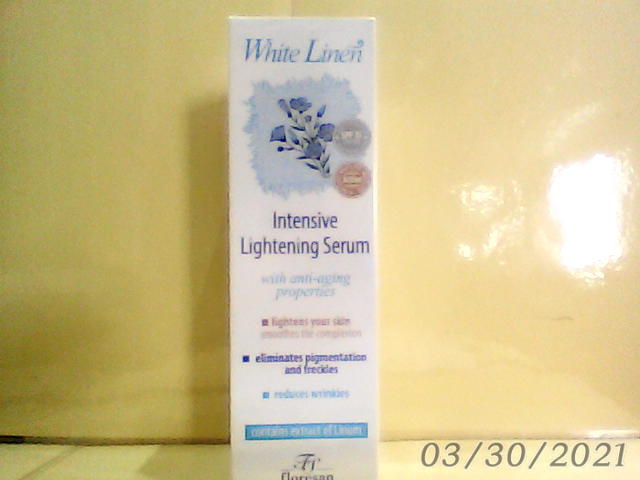 White Linen
Intensive
Lightening Serum
with anti-aging
properties
lightens your skin
smoothes the complexion
eliminates pigmentation
and freckles
reduces wrinkles
contains extract of Linum
Fr
floresan
03/30/2021